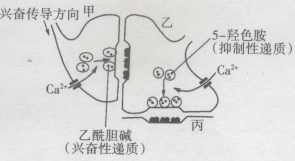 兴奋传导方向 甲
乙
5-羟色胺
(抑制性递质)
Ca²⁺
Ca²⁺
乙酰胆碱
(兴奋性递质)
丙